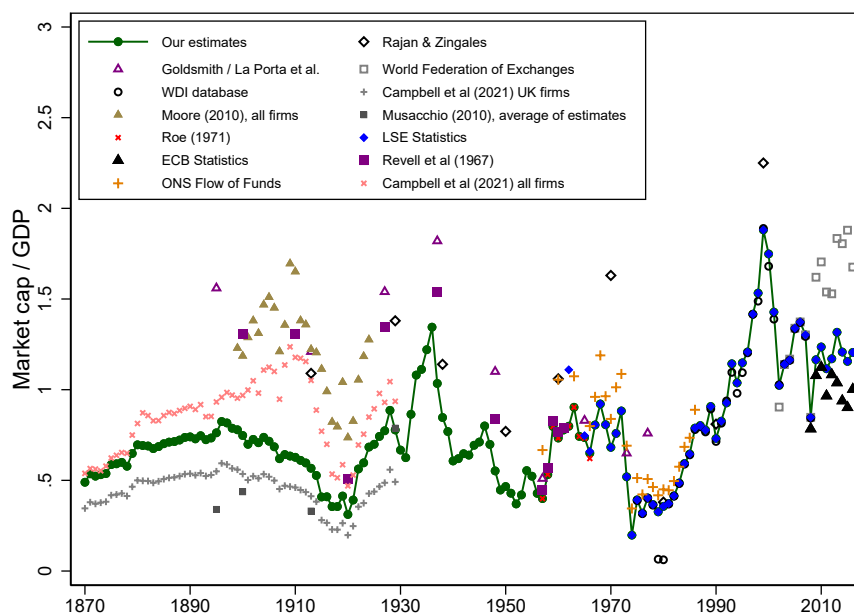 3
2.5
2
1.5
1
.5
0
Market cap / GDP
Our estimates
Goldsmith / La Porta et al.
WDI database
Moore (2010), all firms
Roe (1971)
ECB Statistics
ONS Flow of Funds
Rajan & Zingales
World Federation of Exchanges
Campbell et al (2021) UK firms
Musacchio (2010), average of estimates
LSE Statistics
Revell et al (1967)
Campbell et al (2021) all firms
1870 1890 1910 1930 1950 1970 1990 2010